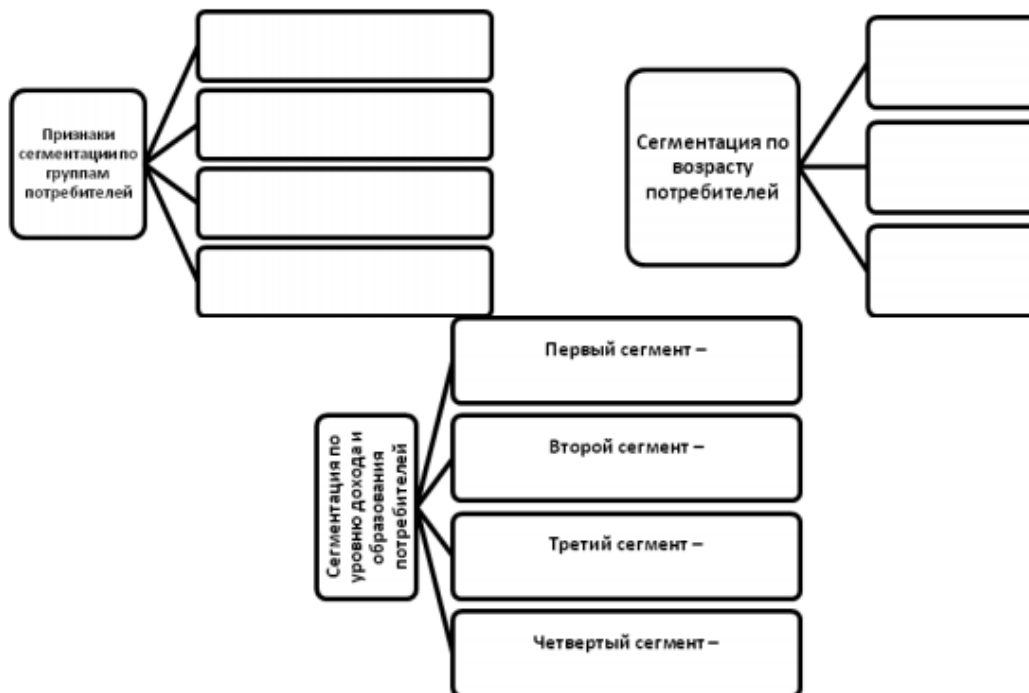 Признаки
сегментации по
группам
потребителей
Сегментация по
возрасту
потребителей
Сегментация по
уровню дохода и
образования
потребителей
Первый сегмент –
Второй сегмент –
Третий сегмент –
Четвертый сегмент –